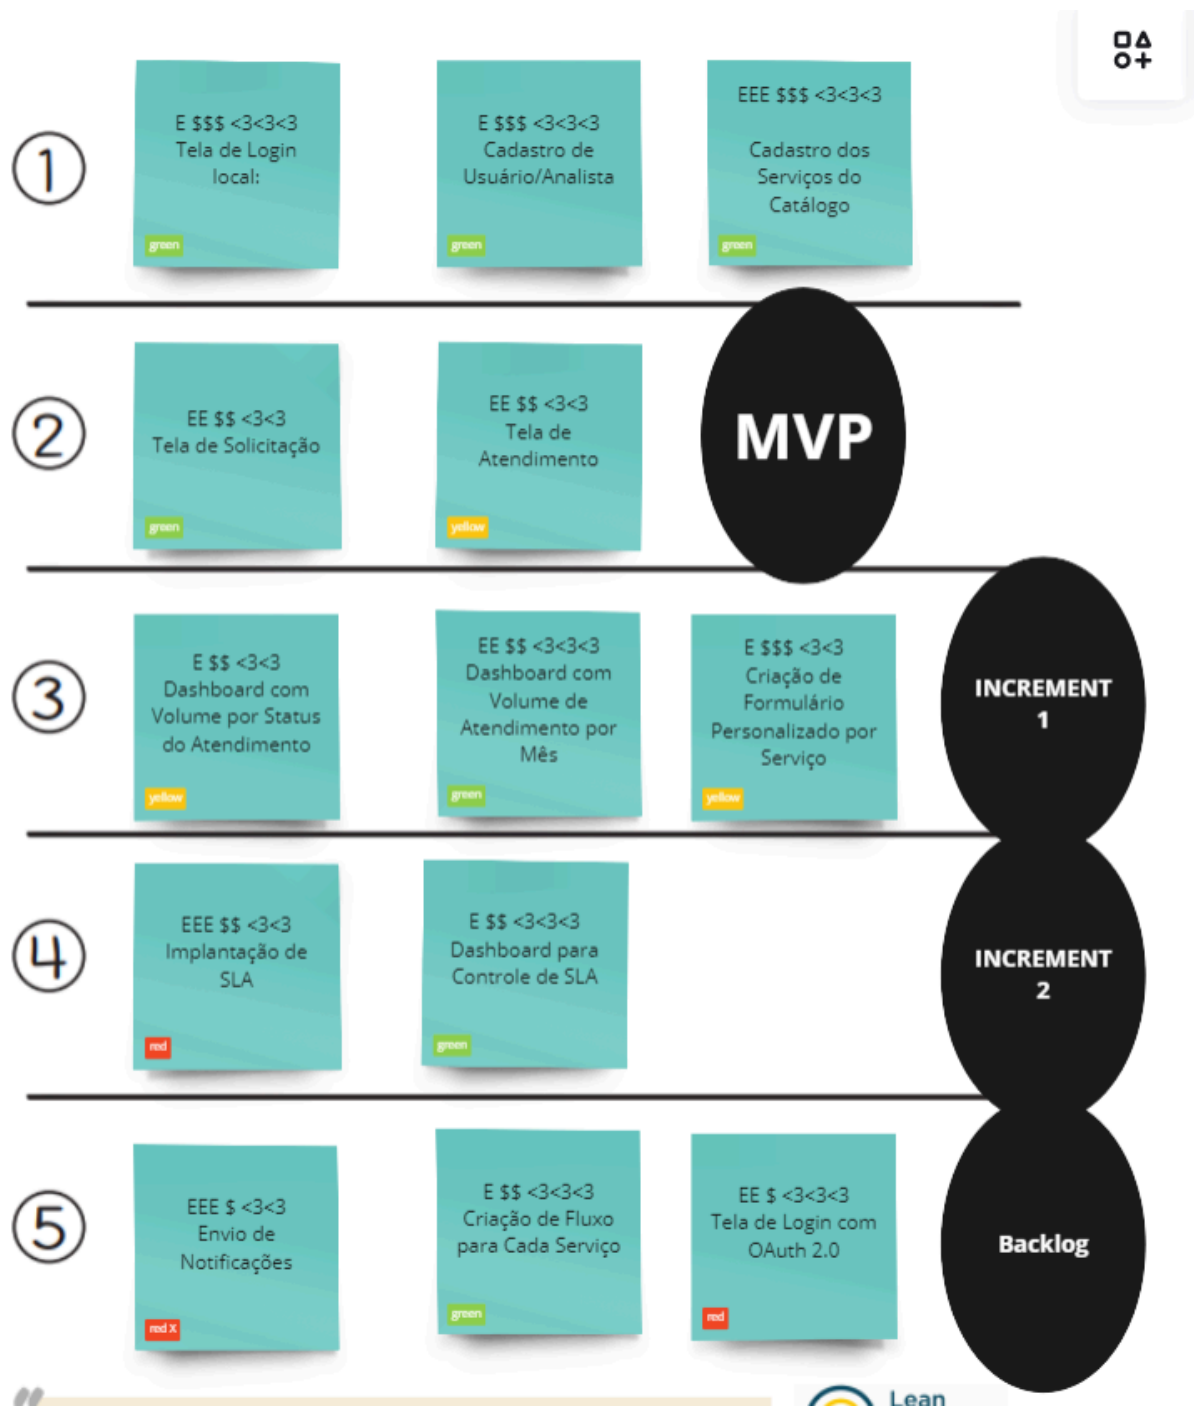 1
E $$$ <3<3<3
Tela de Login
local:
green
E $$$ <3<3<3
Cadastro de
Usuário/Analista
green
EEE $$$ <3<3<3
Cadastro dos
Serviços do
Catálogo
green
2
EE $$ <3<3
Tela de Solicitação
green
EE $$ <3<3
Tela de
Atendimento
yellow
MVP
3
E $$ <3<3
Dashboard com
Volume por Status
do Atendimento
yellow
EE $$ <3<3<3
Dashboard com
Volume de
Atendimento por
Mês
green
E $$$ <3<3
Criação de
Formulário
Personalizado por
Serviço
yellow
INCREMENT
1
4
EEE $$ <3<3
Implantação de
SLA
red
E $$ <3<3<3
Dashboard para
Controle de SLA
green
INCREMENT
2
5
EEE $ <3<3
Envio de
Notificações
red X
E $$ <3<3<3
Criação de Fluxo
para Cada Serviço
green
EE $ <3<3<3
Tela de Login com
OAuth 2.0
red
Backlog
Lean